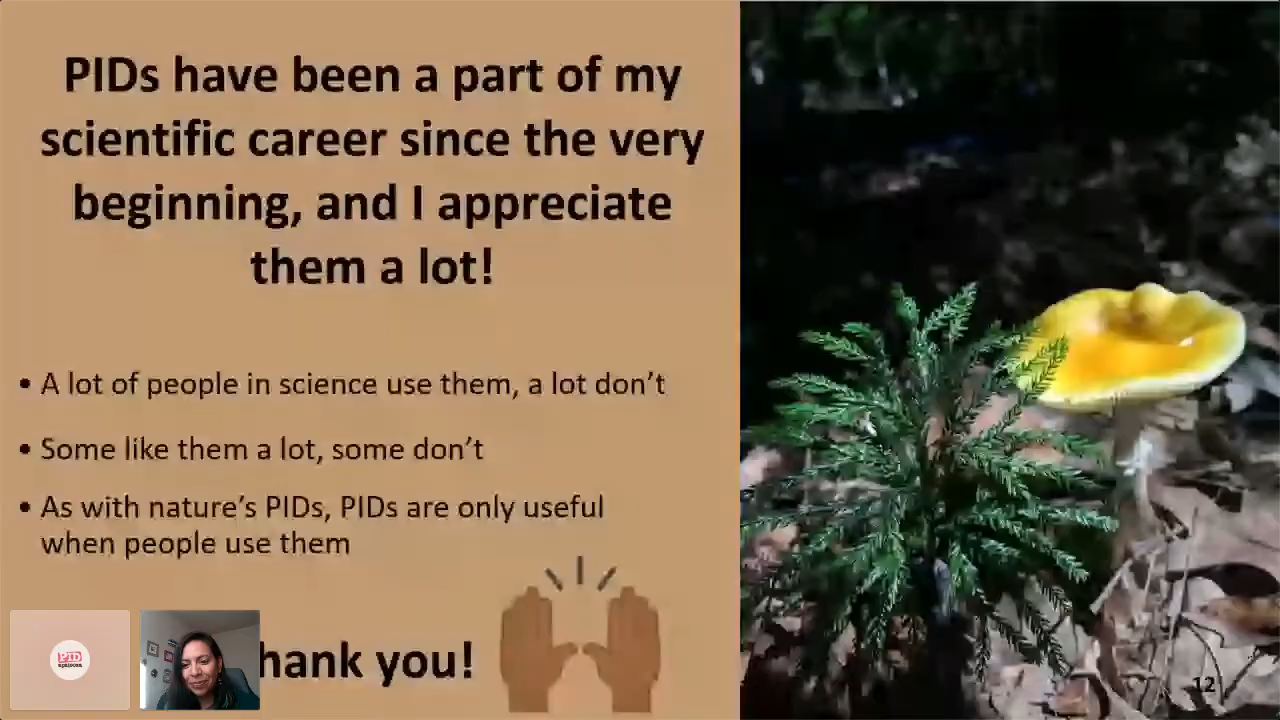 PIDs have been a part of my
scientific career since the very
beginning, and I appreciate
them a lot!
• A lot of people in science use them, a lot don’t
• Some like them a lot, some don’t
• As with nature’s PIDs, PIDs are only useful
when people use them
hank you!
PID
12